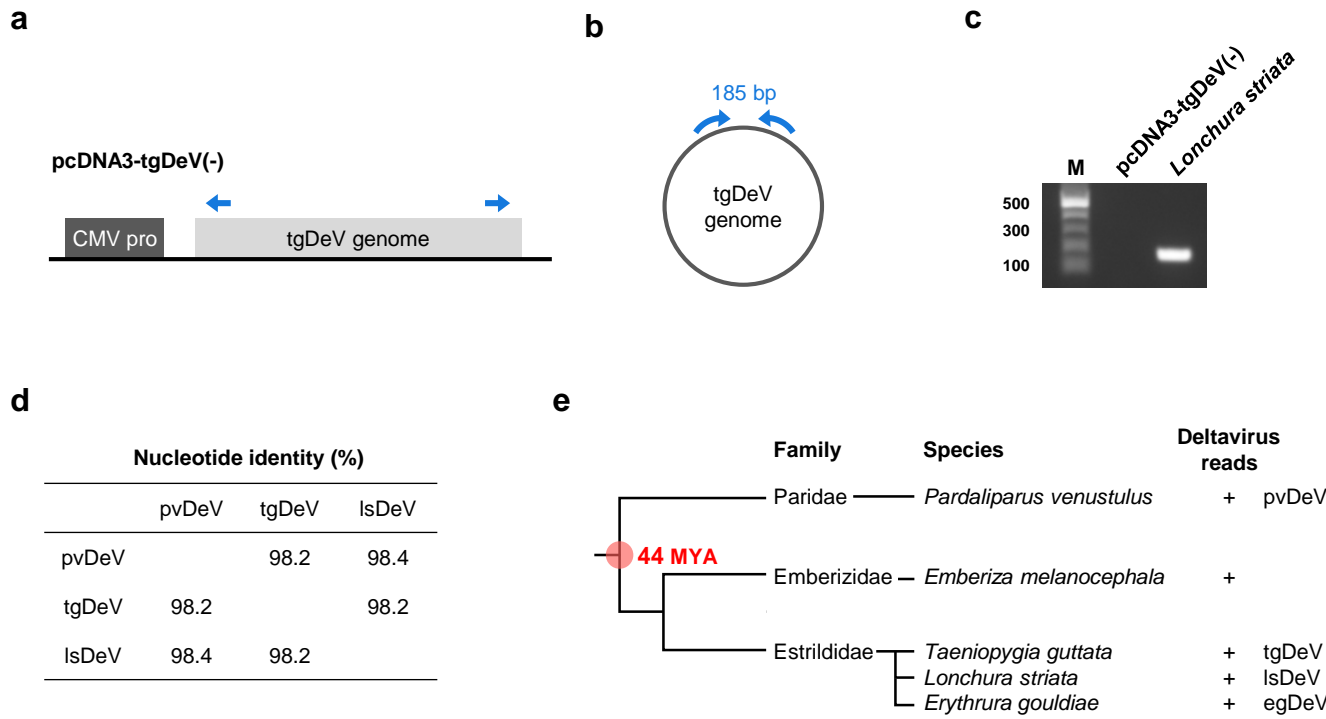 a
pcDNA3-tgDeV(-)
CMV pro
tgDeV genome
b
185 bp
tgDeV
genome
c
M
pcDNA3-tgDeV(-)
Lonchura striata
500
300
100
d
Nucleotide identity (%)
pvDeV tgDeV lsDeV
pvDeV 98.2 98.4
tgDeV 98.2 98.2
lsDeV 98.4 98.2
e
Family Species Deltavirus
reads
Paridae Pardaliparus venustulus + pvDeV
44 MYA
Emberizidae Emberiza melanocephala +
Estrildidae Taeniopygia guttata + tgDeV
Lonchura striata + lsDeV
Erythrura gouldiae + egDeV